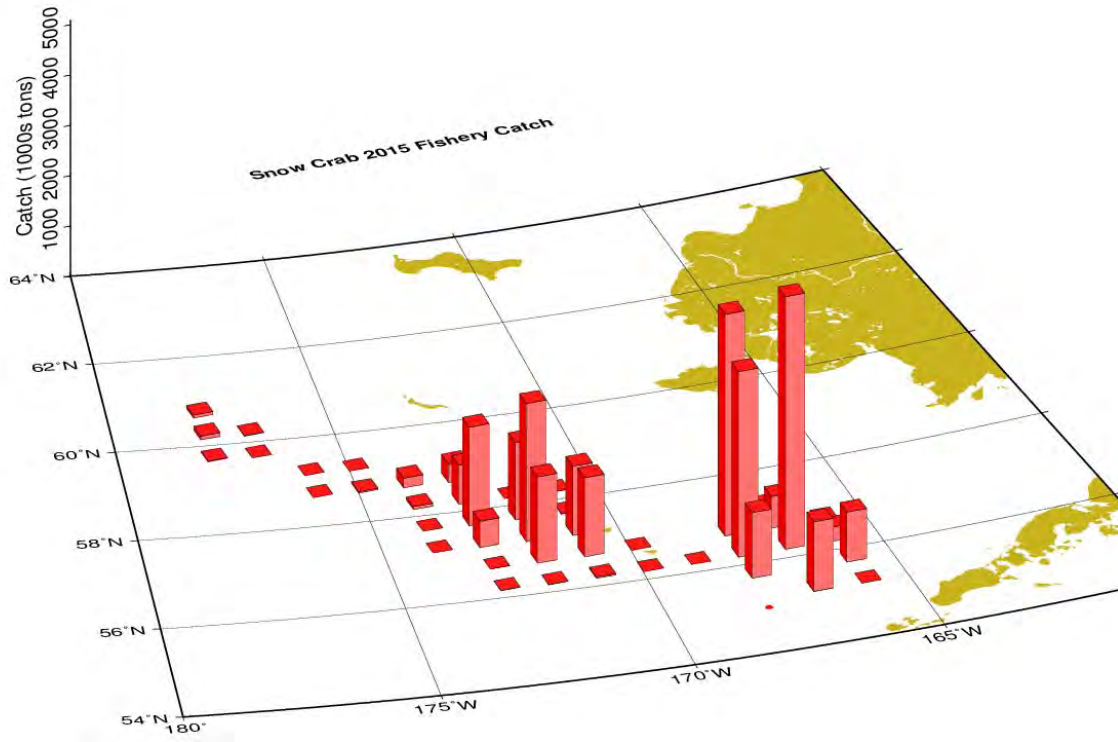 5000
4000
3000
2000
1000
Catch (1000s tons)
Snow Crab 2015 Fishery Catch
64°N
62°N
60°N
58°N
56°N
54°N
180°
175°W
170°W
165°W